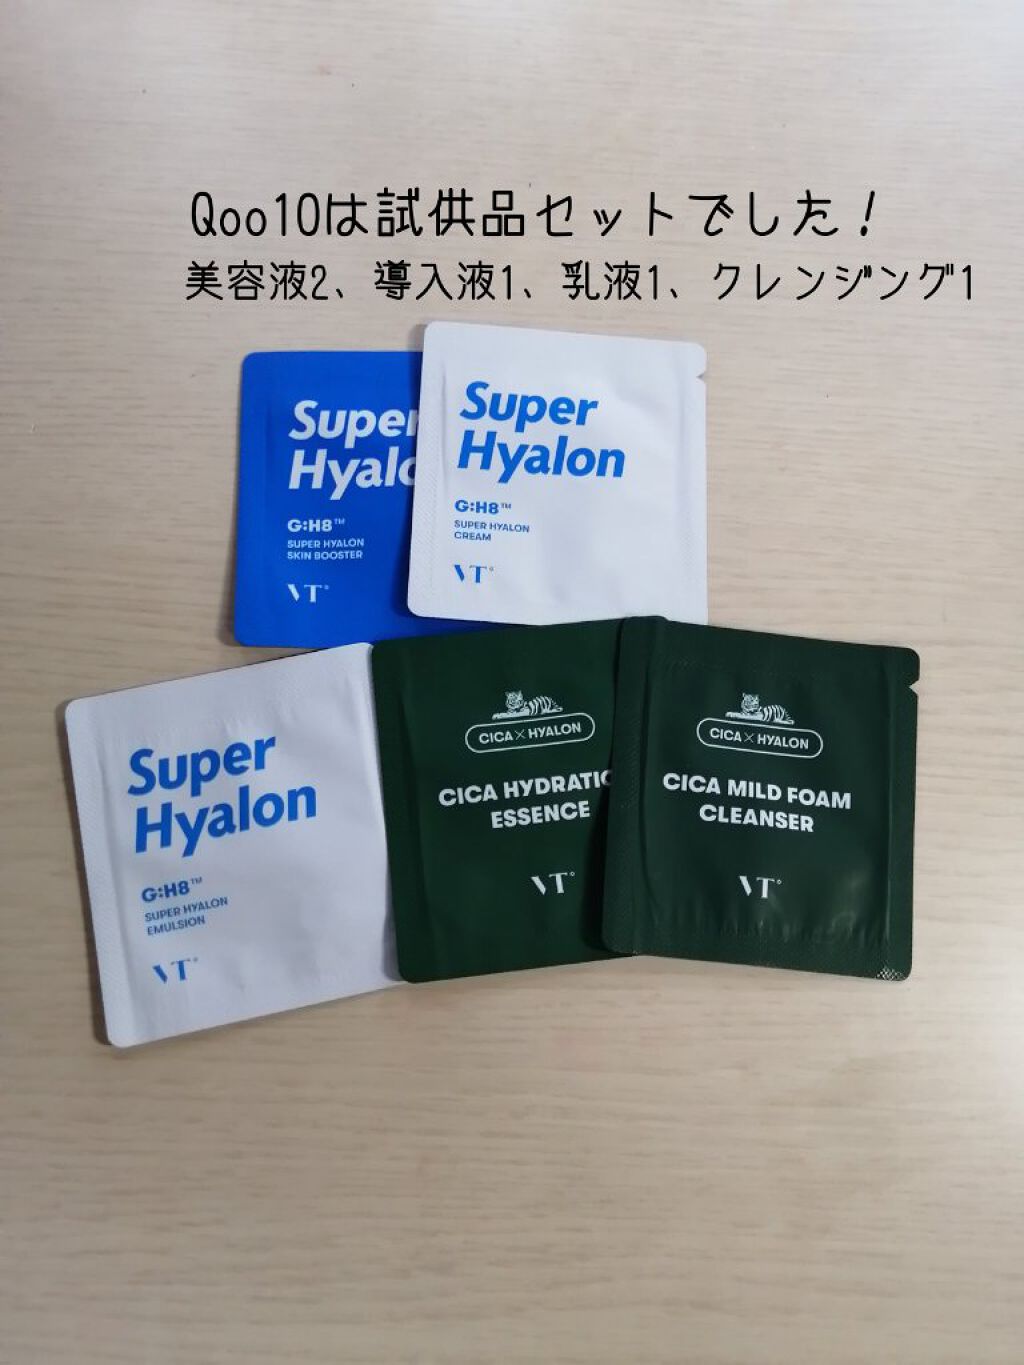 Qoo10は試供品セットでした！
美容液2、導入液1、乳液1、クレンジング1
Super
Hyalo
G:H8™
SUPER HYALON
SKIN BOOSTER
VT
Super
Hyalon
G:H8™
SUPER HYALON
CREAM
VT
Super
Hyalon
G:H8™
SUPER HYALON
EMULSION
VT
CICA×HYALON
CICA HYDRATIO
ESSENCE
VT
CICA×HYALON
CICA MILD FOAM
CLEANSER
VT